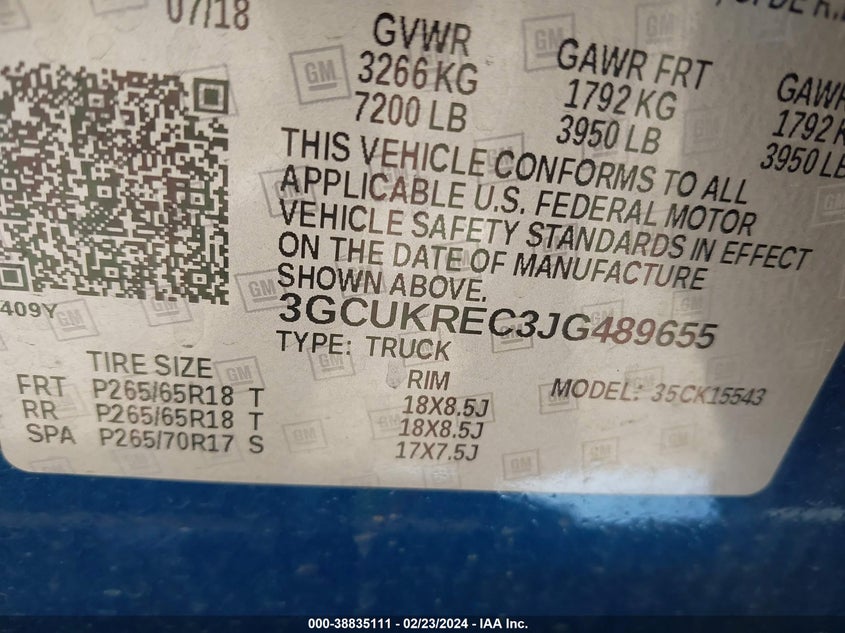 07/18
GVWR
3266 KG
7200 LB
GAWR FRT
1792 KG
3950 LB
GAWR
1792 K
3950 LB
THIS VEHICLE CONFORMS TO ALL
APPLICABLE U.S. FEDERAL MOTOR
VEHICLE SAFETY STANDARDS IN EFFECT
ON THE DATE OF MANUFACTURE
SHOWN ABOVE.
3GCUKREC3JG489655
TYPE: TRUCK
MODEL: 35CK15543
409Y
TIRE SIZE RIM
FRT P265/65R18 T 18X8.5J
RR P265/65R18 T 18X8.5J
SPA P265/70R17 S 17X7.5J
000-38835111 - 02/23/2024 - IAA Inc.